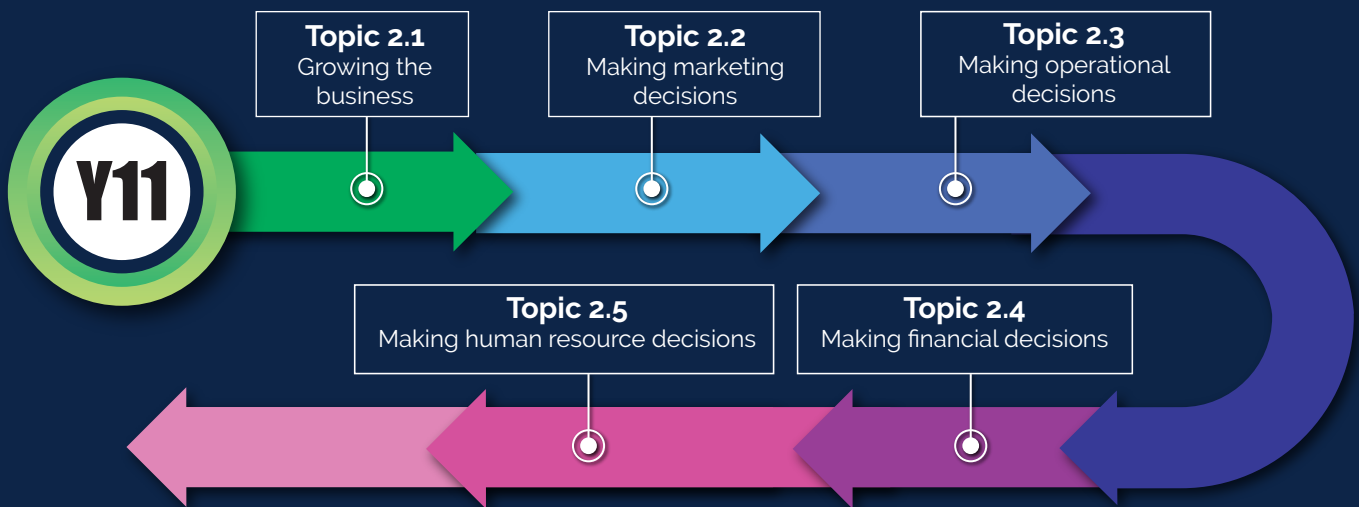 Y11
Topic 2.1
Growing the
business
Topic 2.2
Making marketing
decisions
Topic 2.3
Making operational
decisions
Topic 2.4
Making financial decisions
Topic 2.5
Making human resource decisions